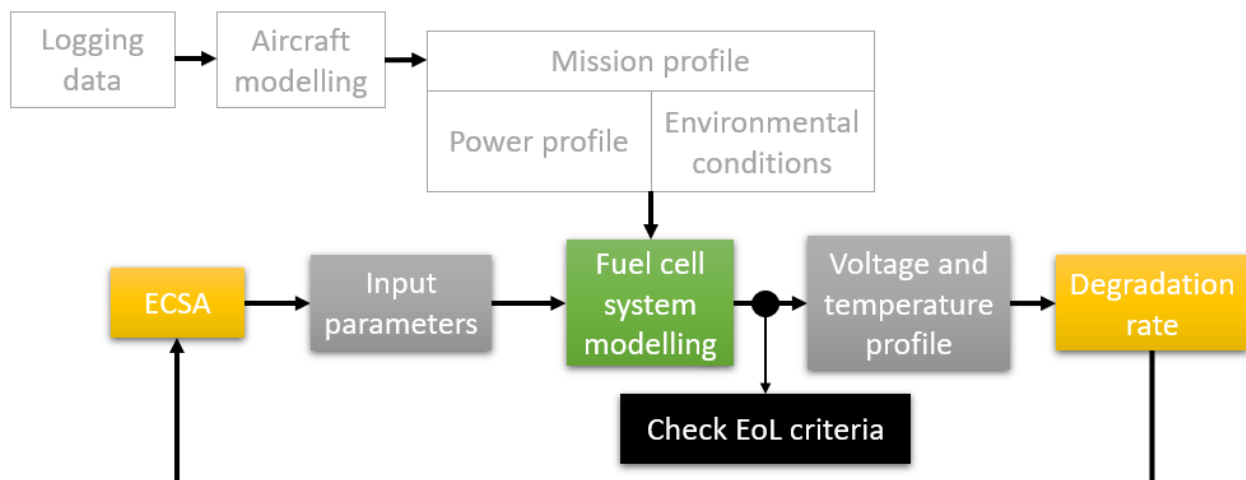 Logging
data
Aircraft
modelling
Mission profile
Power profile
Environmental
conditions
ECSA
Input
parameters
Fuel cell
system
modelling
Voltage and
temperature
profile
Degradation
rate
Check EoL criteria